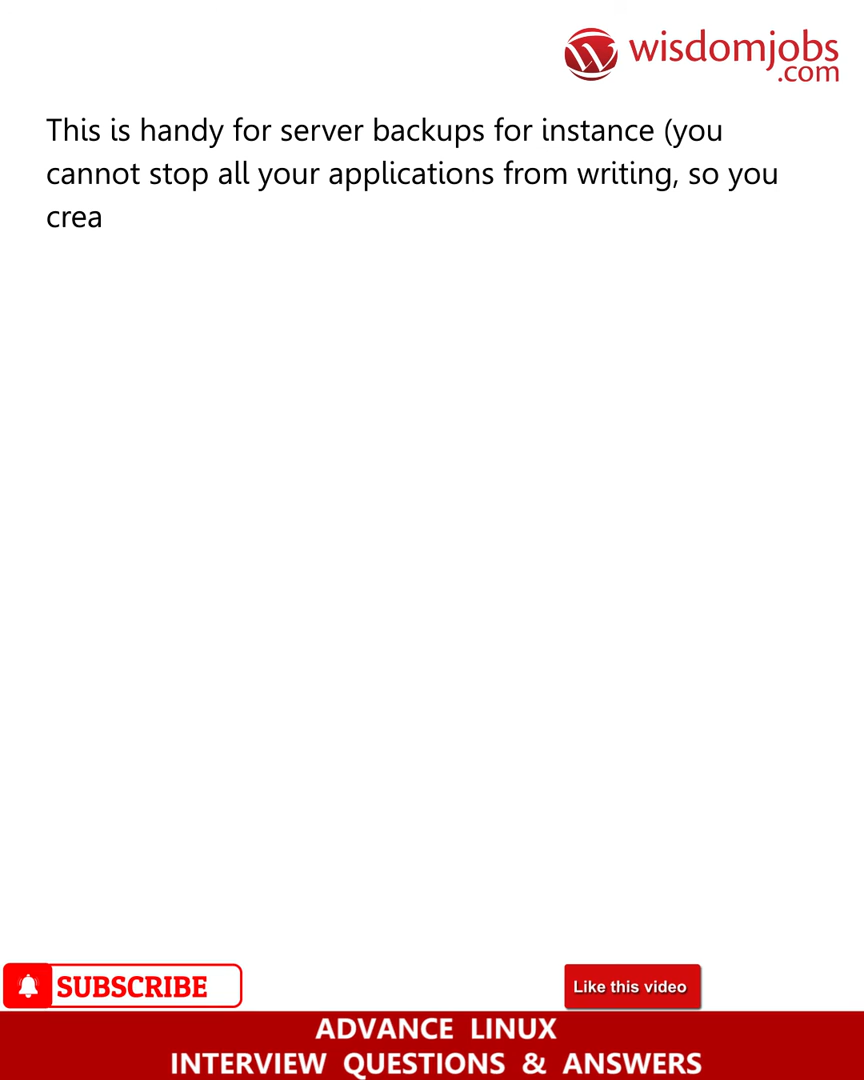 wisdomjobs
.com
This is handy for server backups for instance (you
cannot stop all your applications from writing, so you
crea
SUBSCRIBE
Like this video
ADVANCE LINUX
INTERVIEW QUESTIONS & ANSWERS